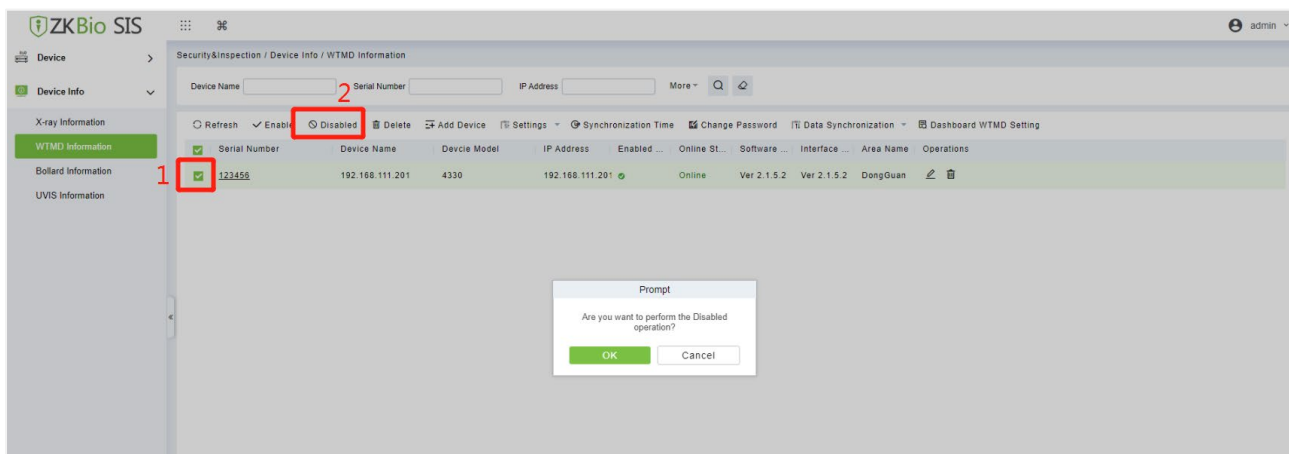 ZKBio SIS
admin
Device
Security&Inspection / Device Info / WTMD Information
Device Info
Device Name Serial Number IP Address More
2
X-ray Information
Refresh Enable Disabled Delete Add Device Settings Synchronization Time Change Password Data Synchronization Dashboard WTMD Setting
WTMD Information
Serial Number Device Name Devcie Model IP Address Enabled ... Online St... Software ... Interface ... Area Name Operations
Bollard Information
1
123456 192.168.111.201 4330 192.168.111.201 Online Ver 2.1.5.2 Ver 2.1.5.2 DongGuan
UVIS Information
Prompt
Are you want to perform the Disabled
operation?
OK Cancel